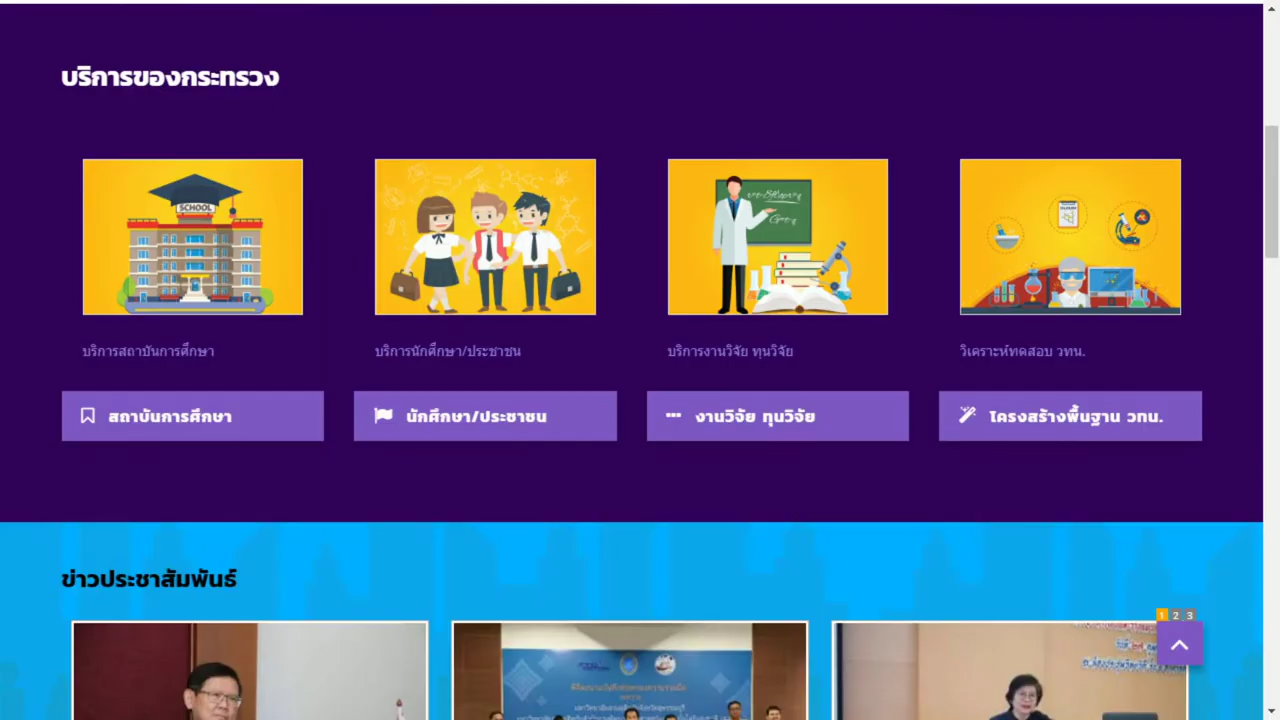 บริการของกระทรวง
SCHOOL
บริการสถาบันการศึกษา
บริการนักศึกษา/ประชาชน
บริการงานวิจัย ทุนวิจัย
วิเคราะห์ทดสอบ วทน.
สถาบันการศึกษา
นักศึกษา/ประชาชน
งานวิจัย ทุนวิจัย
โครงสร้างพื้นฐาน วทน.
ข่าวประชาสัมพันธ์
1 2 3